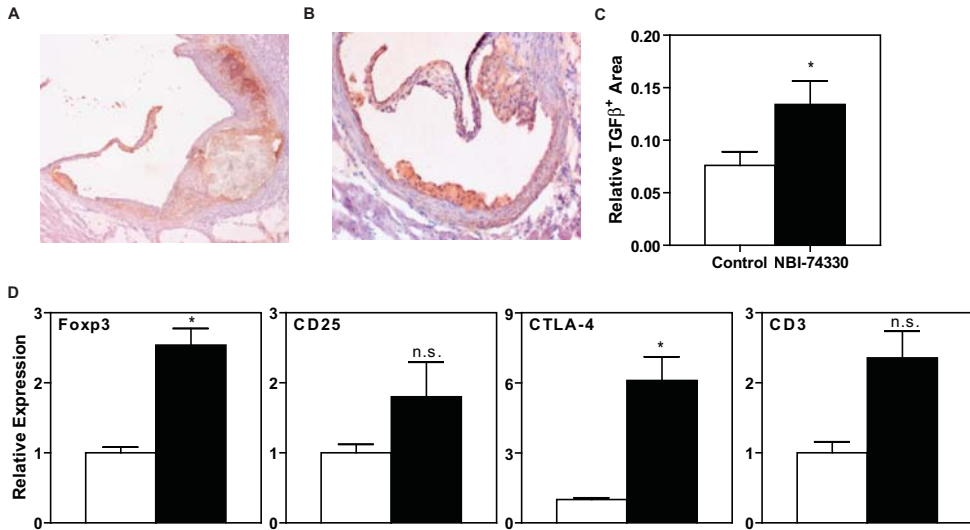 A
B
C
Relative TGFβ+ Area
0.20
0.15
0.10
0.05
0.00
*
Control NBI-74330
D
Relative Expression
3
2
1
0
Foxp3
*
3
2
1
0
CD25
n.s.
9
6
3
0
CTLA-4
*
3
2
1
0
CD3
n.s.